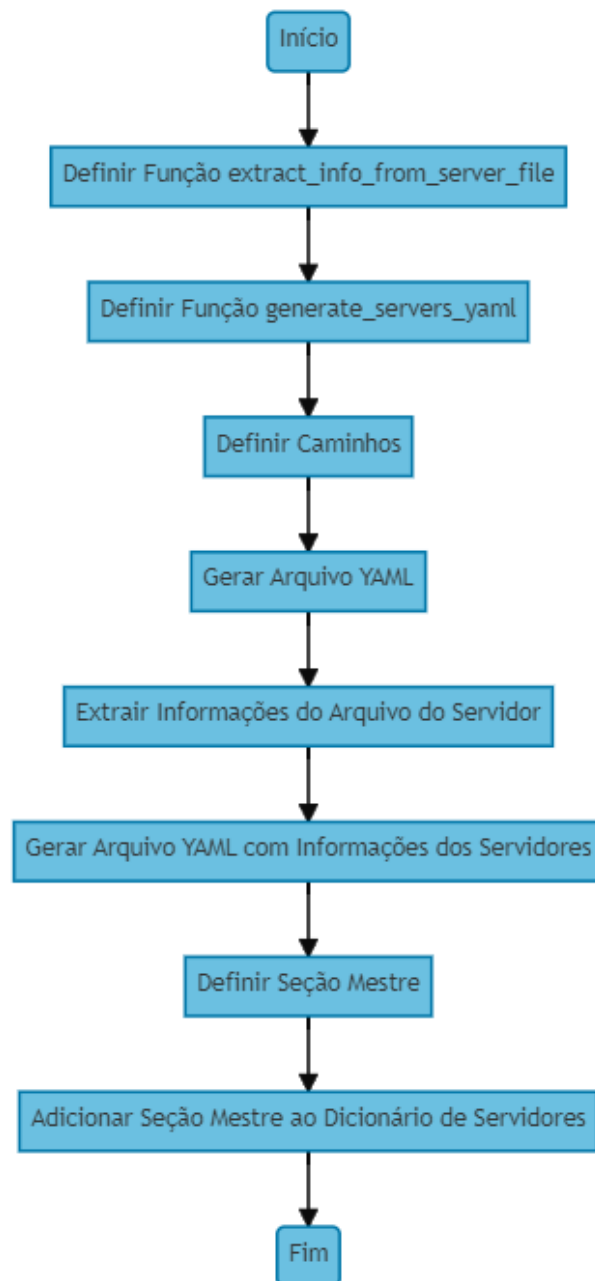 Início
Definir Função extract_info_from_server_file
Definir Função generate_servers_yaml
Definir Caminhos
Gerar Arquivo YAML
Extrair Informações do Arquivo do Servidor
Gerar Arquivo YAML com Informações dos Servidores
Definir Seção Mestre
Adicionar Seção Mestre ao Dicionário de Servidores
Fim